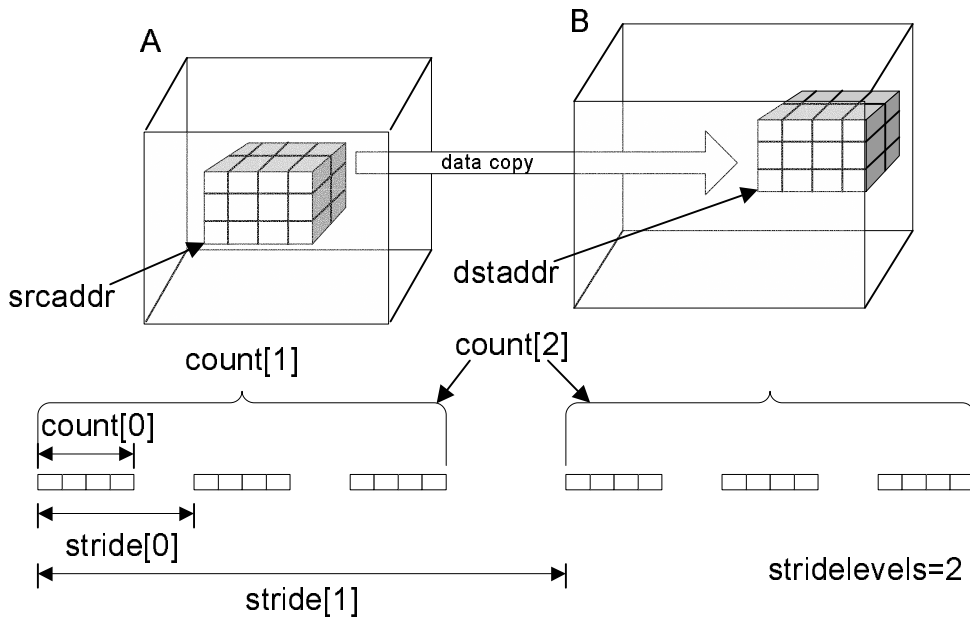 A
B
data copy
srcaddr
dstaddr
count[1]
count[2]
count[0]
stride[0]
stridelevels=2
stride[1]